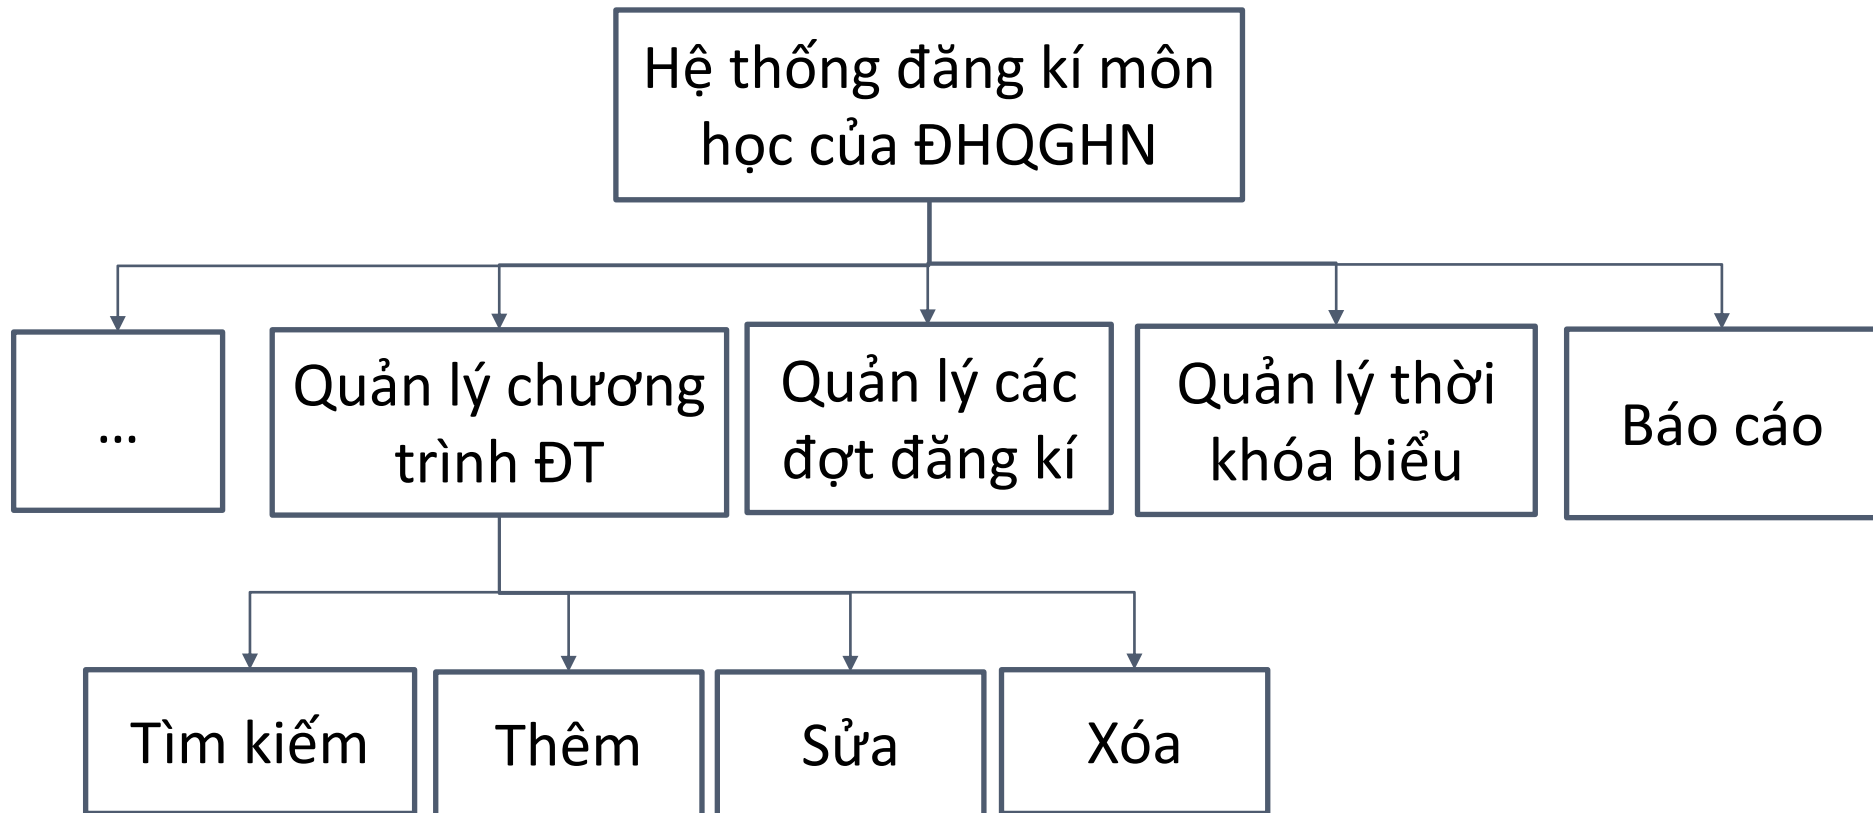 Hệ thống đăng kí môn
học của ĐHQGHN
...
Quản lý chương
trình ĐT
Quản lý các
đợt đăng kí
Quản lý thời
khóa biểu
Báo cáo
Tìm kiếm
Thêm
Sửa
Xóa